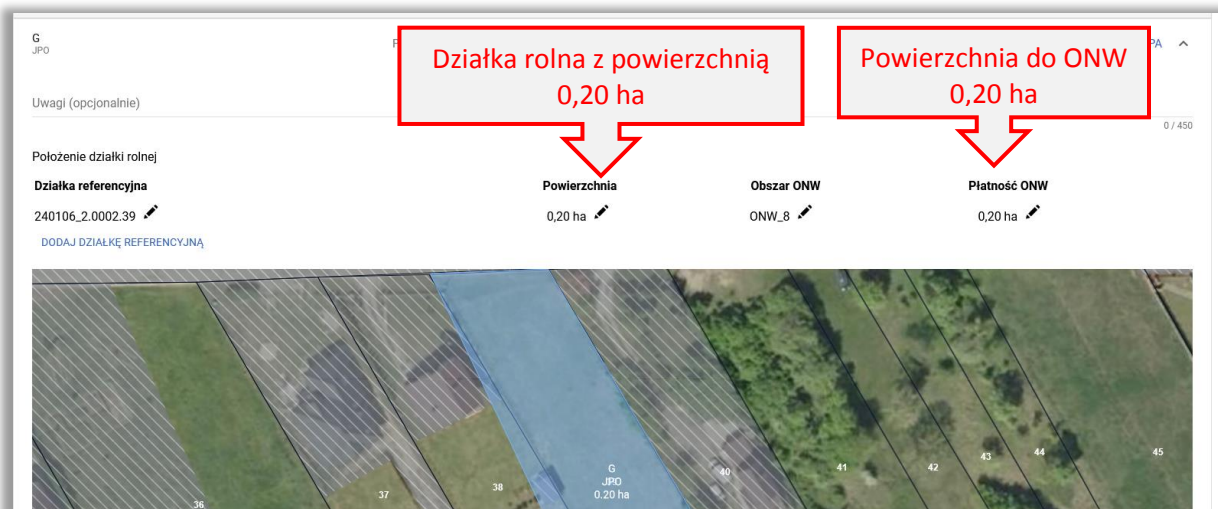 G
JPO
Działka rolna z powierzchnią
0,20 ha
Powierzchnia do ONW
0,20 ha
Uwagi (opcjonalnie)
0 / 450
Położenie działki rolnej
Działka referencyjna Powierzchnia Obszar ONW Płatność ONW
240106_2.0002.39 0,20 ha ONW_8 0,20 ha
DODAJ DZIAŁKĘ REFERENCYJNĄ
36
37
38
G
JPO
0.20 ha
40
41
42
43
44
45